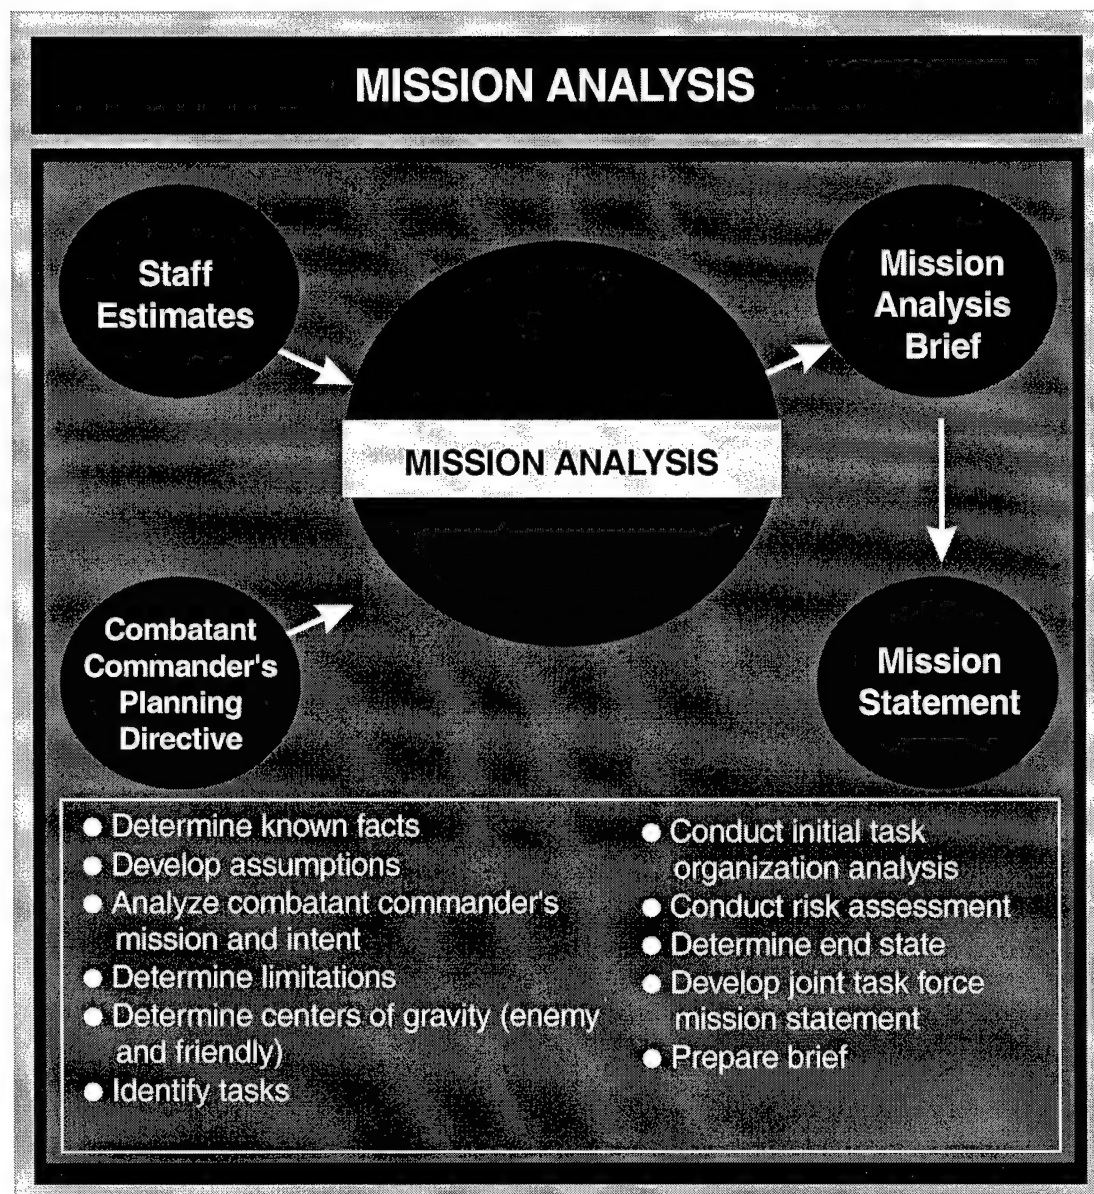 MISSION ANALYSIS
Staff
Estimates
Mission
Analysis
Brief
MISSION ANALYSIS
Combatant
Commander's
Planning
Directive
Mission
Statement
● Determine known facts
● Develop assumptions
● Analyze combatant commander's
mission and intent
● Determine limitations
● Determine centers of gravity (enemy
and friendly)
● Identify tasks
● Conduct initial task
organization analysis
● Conduct risk assessment
● Determine end state
● Develop joint task force
mission statement
● Prepare brief